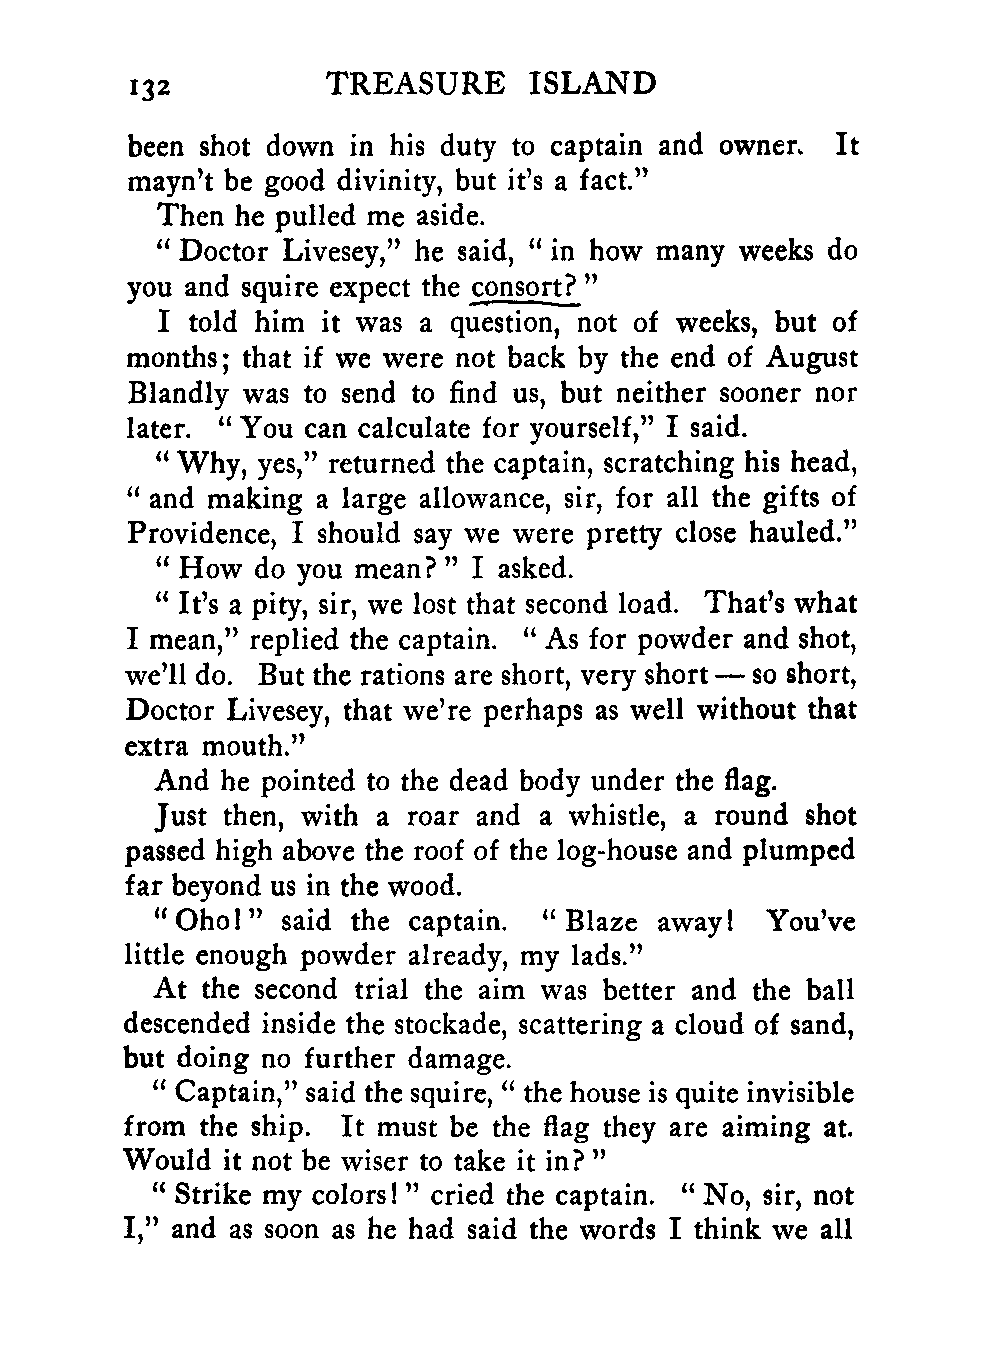 132 TREASURE ISLAND
been shot down in his duty to captain and owner. It
mayn't be good divinity, but it's a fact."
Then he pulled me aside.
"Doctor Livesey," he said, "in how many weeks do
you and squire expect the consort?"
I told him it was a question, not of weeks, but of
months; that if we were not back by the end of August
Blandly was to send to find us, but neither sooner nor
later. "You can calculate for yourself," I said.
"Why, yes," returned the captain, scratching his head,
"and making a large allowance, sir, for all the gifts of
Providence, I should say we were pretty close hauled."
"How do you mean?" I asked.
"It's a pity, sir, we lost that second load. That's what
I mean," replied the captain. "As for powder and shot,
we'll do. But the rations are short, very short — so short,
Doctor Livesey, that we're perhaps as well without that
extra mouth."
And he pointed to the dead body under the flag.
Just then, with a roar and a whistle, a round shot
passed high above the roof of the log-house and plumped
far beyond us in the wood.
"Oho!" said the captain. "Blaze away! You've
little enough powder already, my lads."
At the second trial the aim was better and the ball
descended inside the stockade, scattering a cloud of sand,
but doing no further damage.
"Captain," said the squire, "the house is quite invisible
from the ship. It must be the flag they are aiming at.
Would it not be wiser to take it in?"
"Strike my colors!" cried the captain. "No, sir, not
I," and as soon as he had said the words I think we all